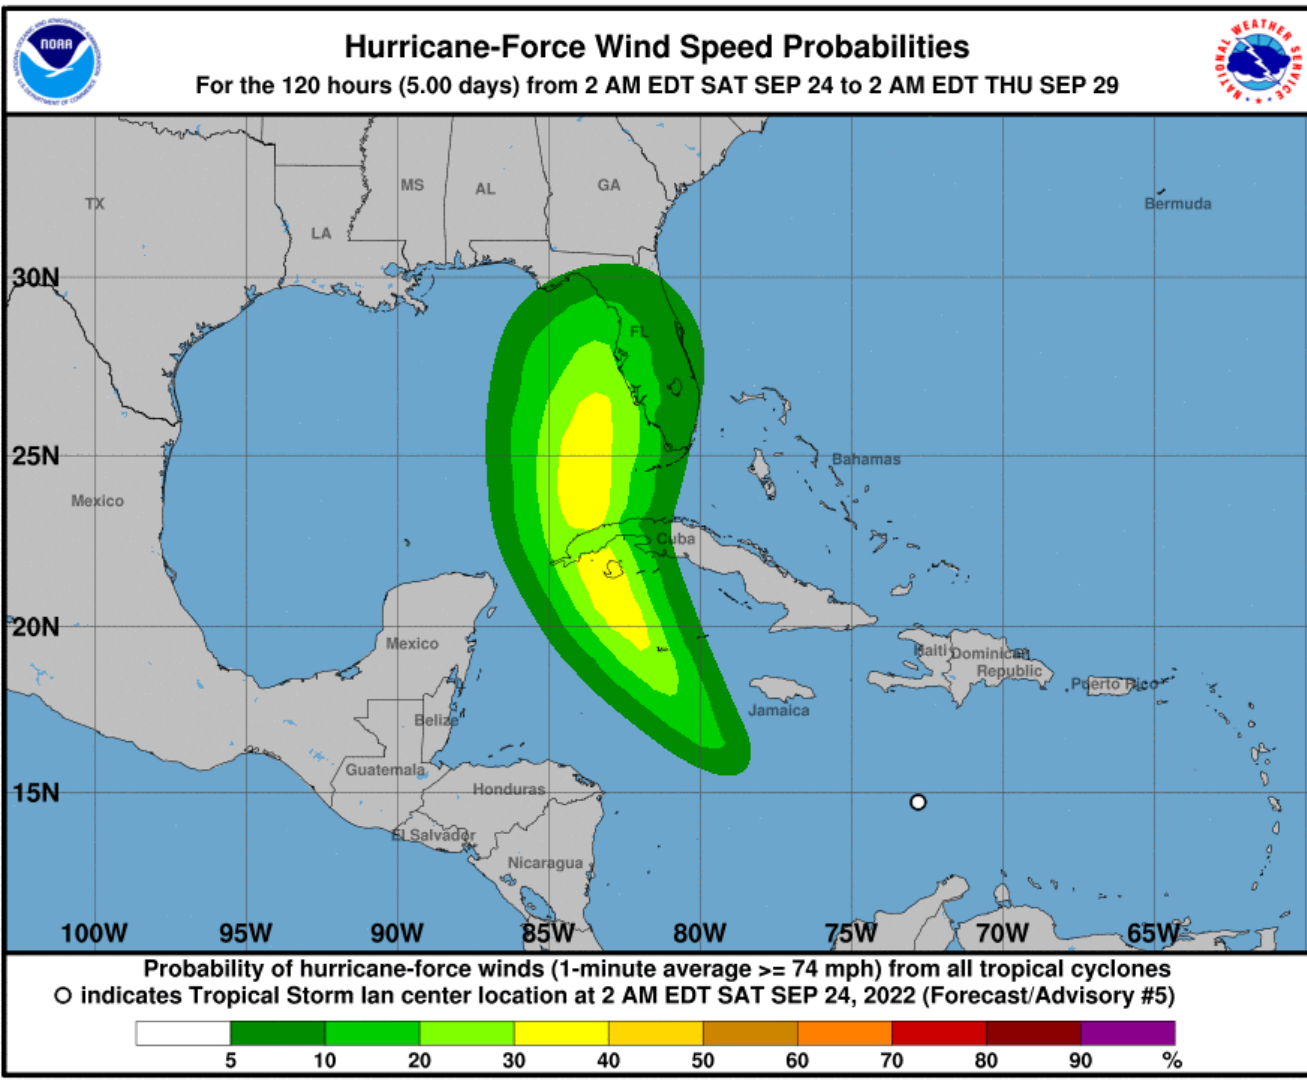 Hurricane-Force Wind Speed Probabilities
For the 120 hours (5.00 days) from 2 AM EDT SAT SEP 24 to 2 AM EDT THU SEP 29
NOAA
NATIONAL WEATHER SERVICE
TX
LA
MS
AL
GA
FL
Bermuda
30N
25N
20N
15N
Mexico
Bahamas
Cuba
Mexico
Haiti
Dominican
Republic
Puerto Rico
Jamaica
Belize
Guatemala
Honduras
El Salvador
Nicaragua
100W 95W 90W 85W 80W 75W 70W 65W
Probability of hurricane-force winds (1-minute average >= 74 mph) from all tropical cyclones
O indicates Tropical Storm Ian center location at 2 AM EDT SAT SEP 24, 2022 (Forecast/Advisory #5)
5 10 20 30 40 50 60 70 80 90 %